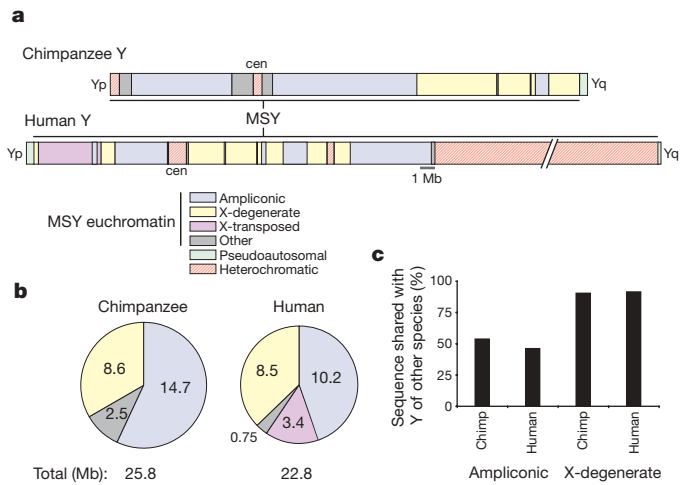 a
Chimpanzee Y
cen
Yp
Yq
Human Y
MSY
Yp
Yq
cen
1 Mb
MSY euchromatin
Ampliconic
X-degenerate
X-transposed
Other
Pseudoautosomal
Heterochromatic
b
Chimpanzee
Human
8.6
14.7
2.5
8.5
10.2
3.4
0.75
Total (Mb):
25.8
22.8
c
Sequence shared with
Y of other species (%)
100
75
50
25
0
Chimp
Human
Chimp
Human
Ampliconic
X-degenerate